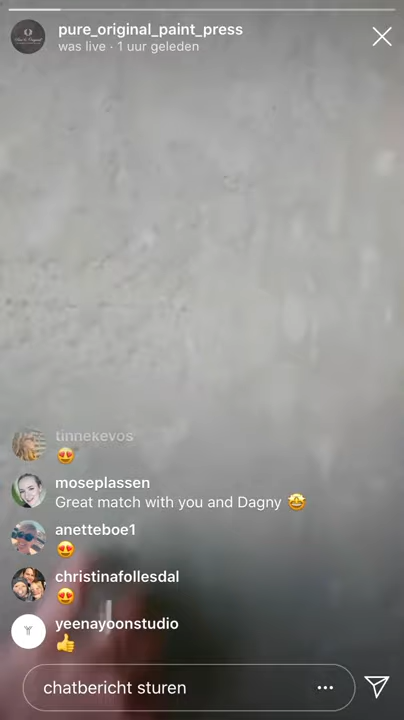 pure_original_paint_press
was live · 1 uur geleden
tinnekevos
😍
moseplassen
Great match with you and Dagny 🤩
anetteboe1
😍
christinafollesdal
😍
yeenayoonstudio
👍
chatbericht sturen